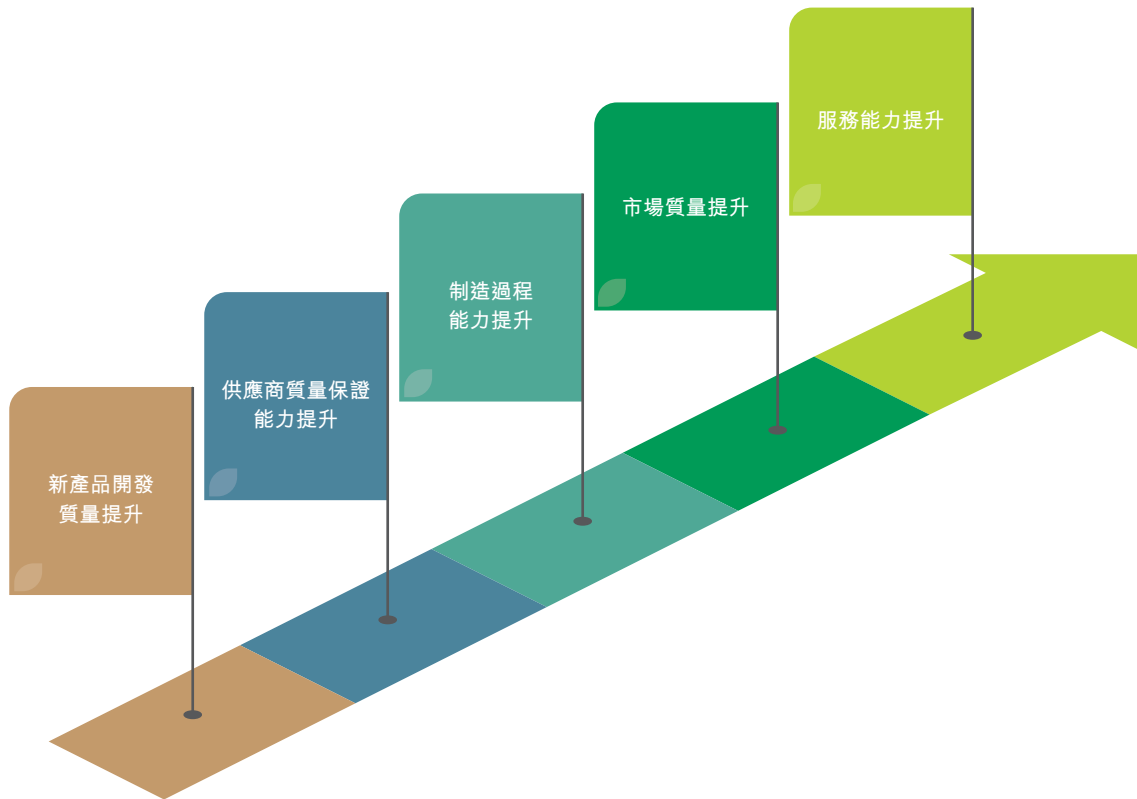 新產品開發
質量提升
供應商質量保證
能力提升
制造過程
能力提升
市場質量提升
服務能力提升